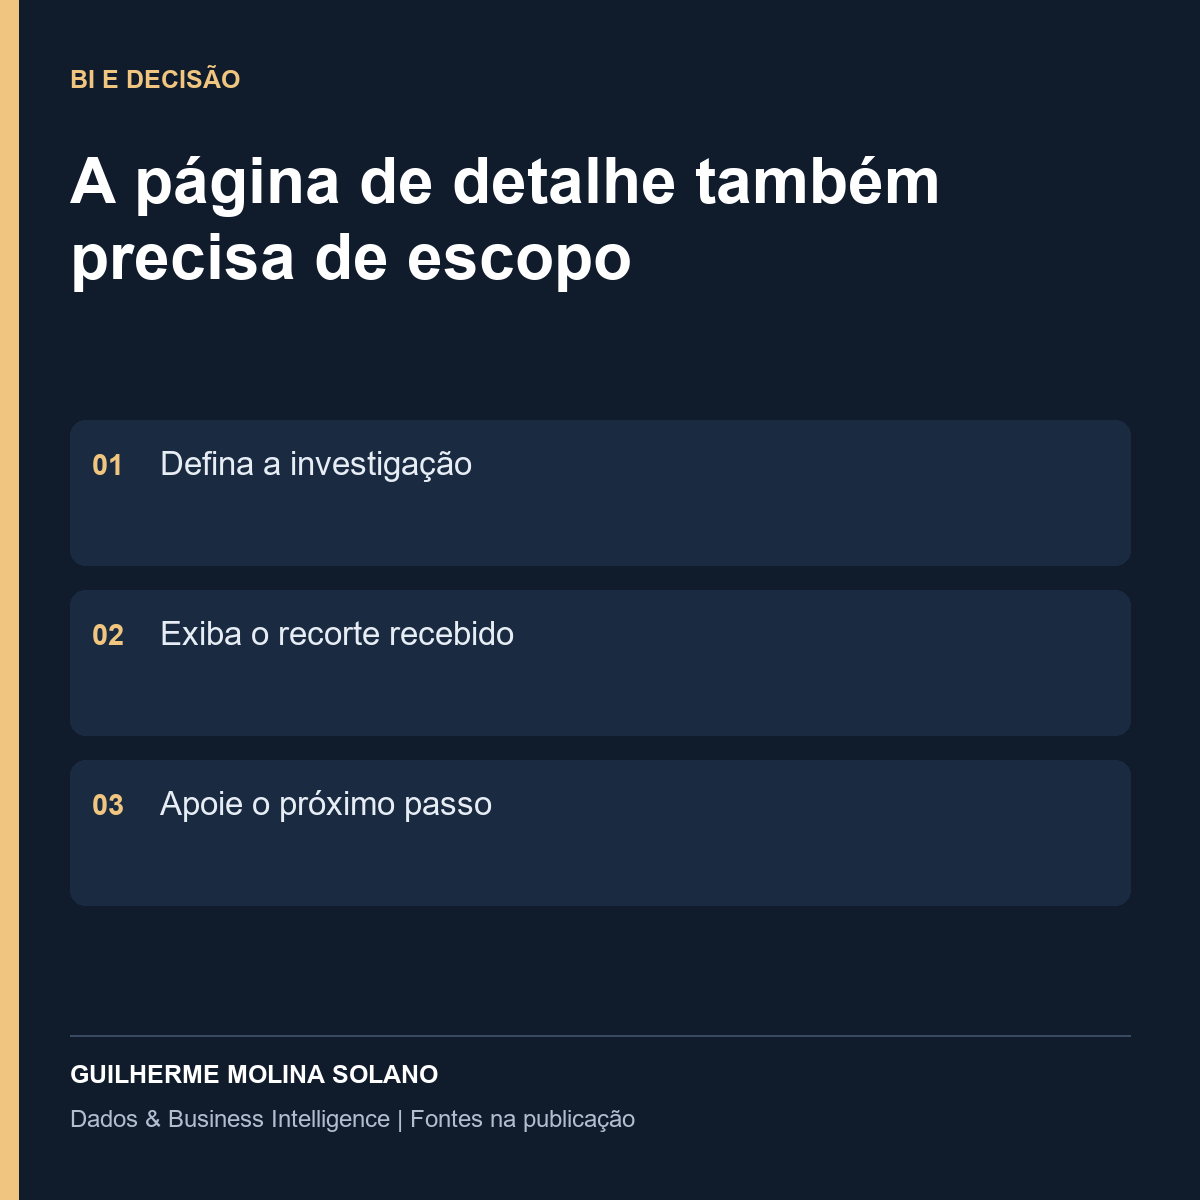 BI E DECISÃO
A página de detalhe também
precisa de escopo
01 Defina a investigação
02 Exiba o recorte recebido
03 Apoie o próximo passo
GUILHERME MOLINA SOLANO
Dados & Business Intelligence | Fontes na publicação